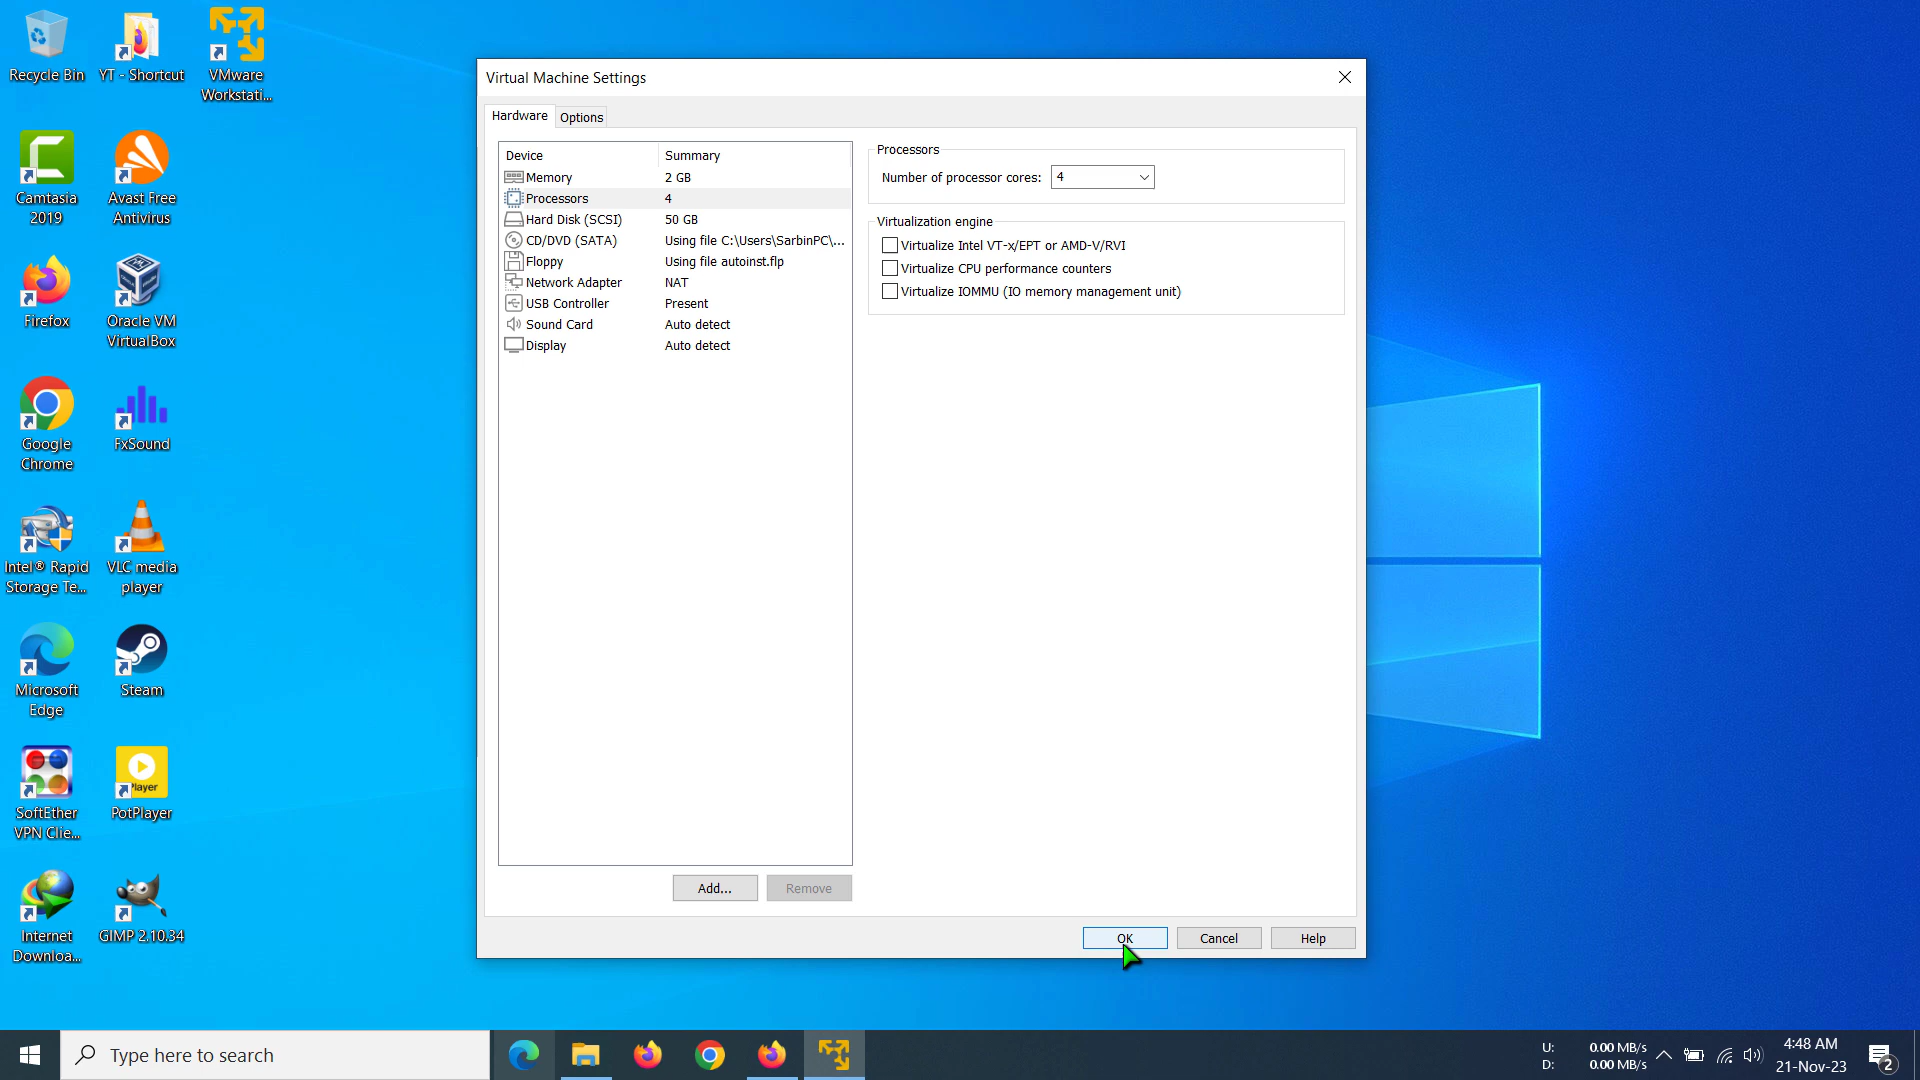 Recycle Bin
YT - Shortcut
VMware
Workstati...
Camtasia
2019
Avast Free
Antivirus
Firefox
Oracle VM
VirtualBox
Google
Chrome
FxSound
Intel® Rapid
Storage Te...
VLC media
player
Microsoft
Edge
Steam
SoftEther
VPN Clie...
Player
PotPlayer
Internet
Downloa...
GIMP 2.10.34
Virtual Machine Settings
Hardware
Options
Device Summary
Memory 2 GB
Processors 4
Hard Disk (SCSI) 50 GB
CD/DVD (SATA) Using file C:\Users\SarbinPC\...
Floppy Using file autoinst.flp
Network Adapter NAT
USB Controller Present
Sound Card Auto detect
Display Auto detect
Add...
Remove
Processors
Number of processor cores: 4
Virtualization engine
Virtualize Intel VT-x/EPT or AMD-V/RVI
Virtualize CPU performance counters
Virtualize IOMMU (IO memory management unit)
OK
Cancel
Help
Type here to search
U: 0.00 MB/s
D: 0.00 MB/s
4:48 AM
21-Nov-23
2